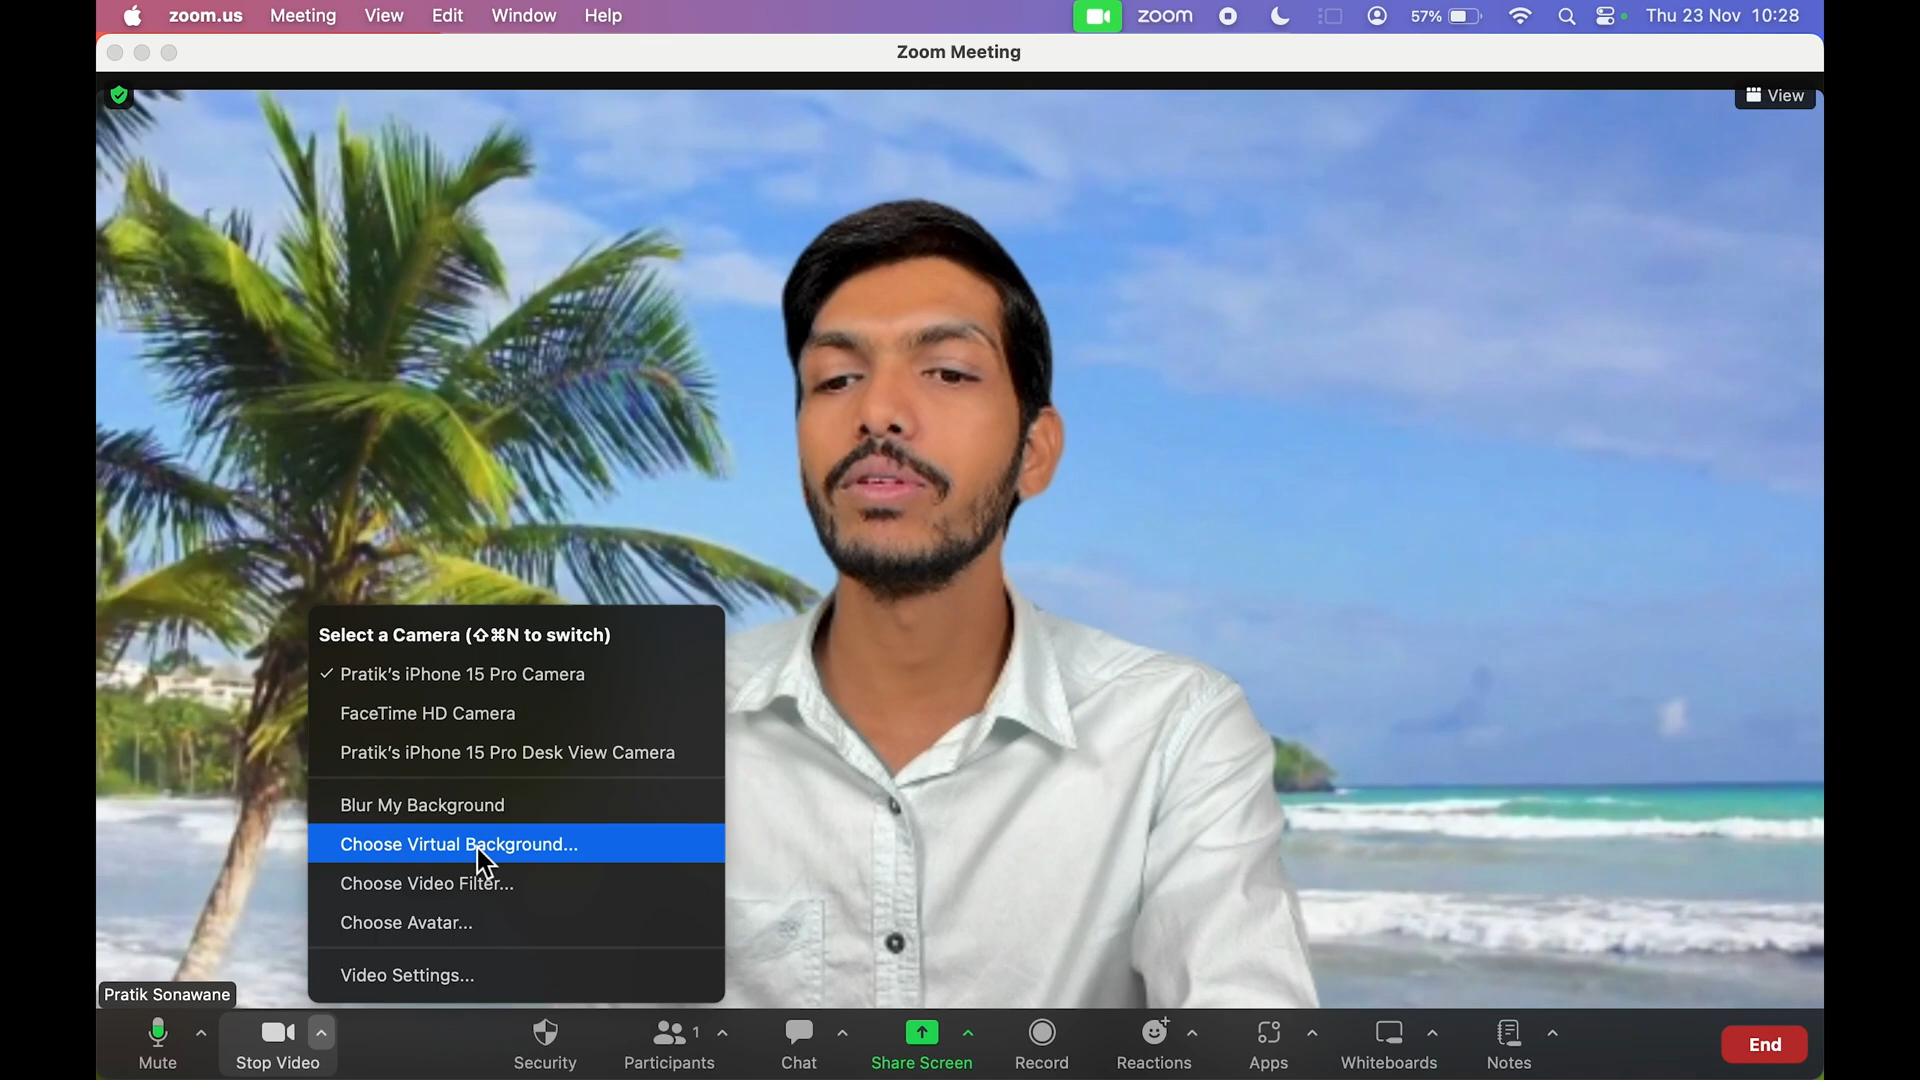 zoom.us Meeting View Edit Window Help zoom 57% Thu 23 Nov 10:28
Zoom Meeting
View
Select a Camera (⇧⌘N to switch)
✓ Pratik's iPhone 15 Pro Camera
FaceTime HD Camera
Pratik's iPhone 15 Pro Desk View Camera
Blur My Background
Choose Virtual Background...
Choose Video Filter...
Choose Avatar...
Video Settings...
Pratik Sonawane
1
Mute Stop Video Security Participants Chat Share Screen Record Reactions Apps Whiteboards Notes End